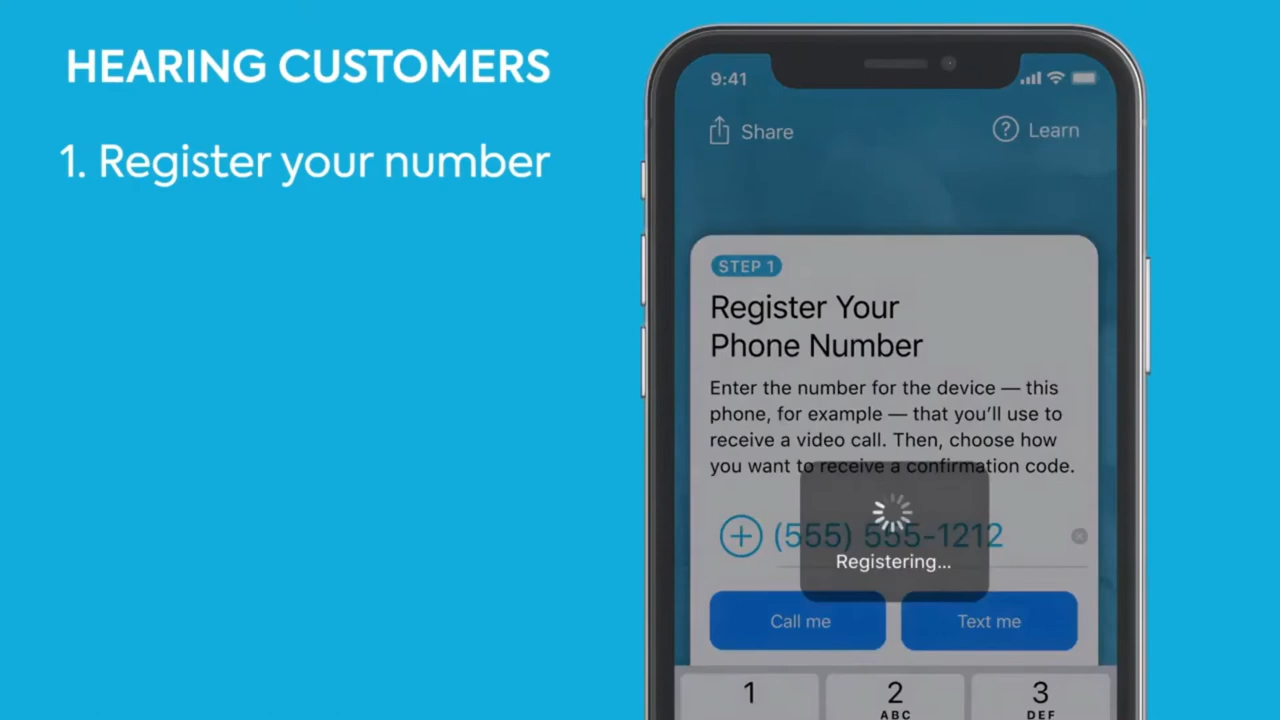 HEARING CUSTOMERS
1. Register your number
9:41
Share
Learn
STEP 1
Register Your
Phone Number
Enter the number for the device — this
phone, for example — that you’ll use to
receive a video call. Then, choose how
you want to receive a confirmation code.
(555) 555-1212
Registering...
Call me
Text me
1
2
3
ABC
DEF